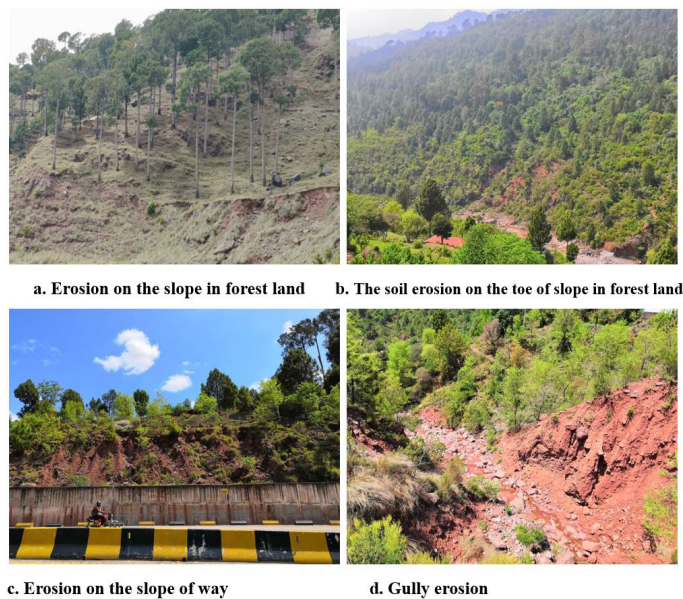 a. Erosion on the slope in forest land
b. The soil erosion on the toe of slope in forest land
c. Erosion on the slope of way
d. Gully erosion